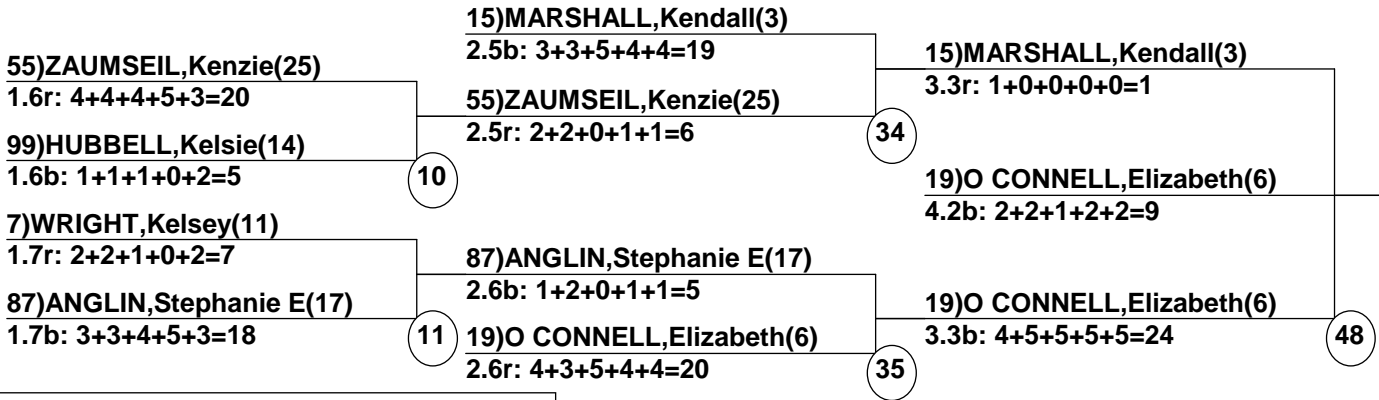 55)ZAUMSEIL,Kenzie(25)
1.6r: 4+4+4+5+3=20
99)HUBBELL,Kelsie(14)
1.6b: 1+1+1+0+2=5
10
7)WRIGHT,Kelsey(11)
1.7r: 2+2+1+0+2=7
87)ANGLIN,Stephanie E(17)
1.7b: 3+3+4+5+3=18
11
15)MARSHALL,Kendall(3)
2.5b: 3+3+5+4+4=19
55)ZAUMSEIL,Kenzie(25)
2.5r: 2+2+0+1+1=6
34
87)ANGLIN,Stephanie E(17)
2.6b: 1+2+0+1+1=5
19)O CONNELL,Elizabeth(6)
2.6r: 4+3+5+4+4=20
35
15)MARSHALL,Kendall(3)
3.3r: 1+0+0+0+0=1
19)O CONNELL,Elizabeth(6)
4.2b: 2+2+1+2+2=9
19)O CONNELL,Elizabeth(6)
3.3b: 4+5+5+5+5=24
48